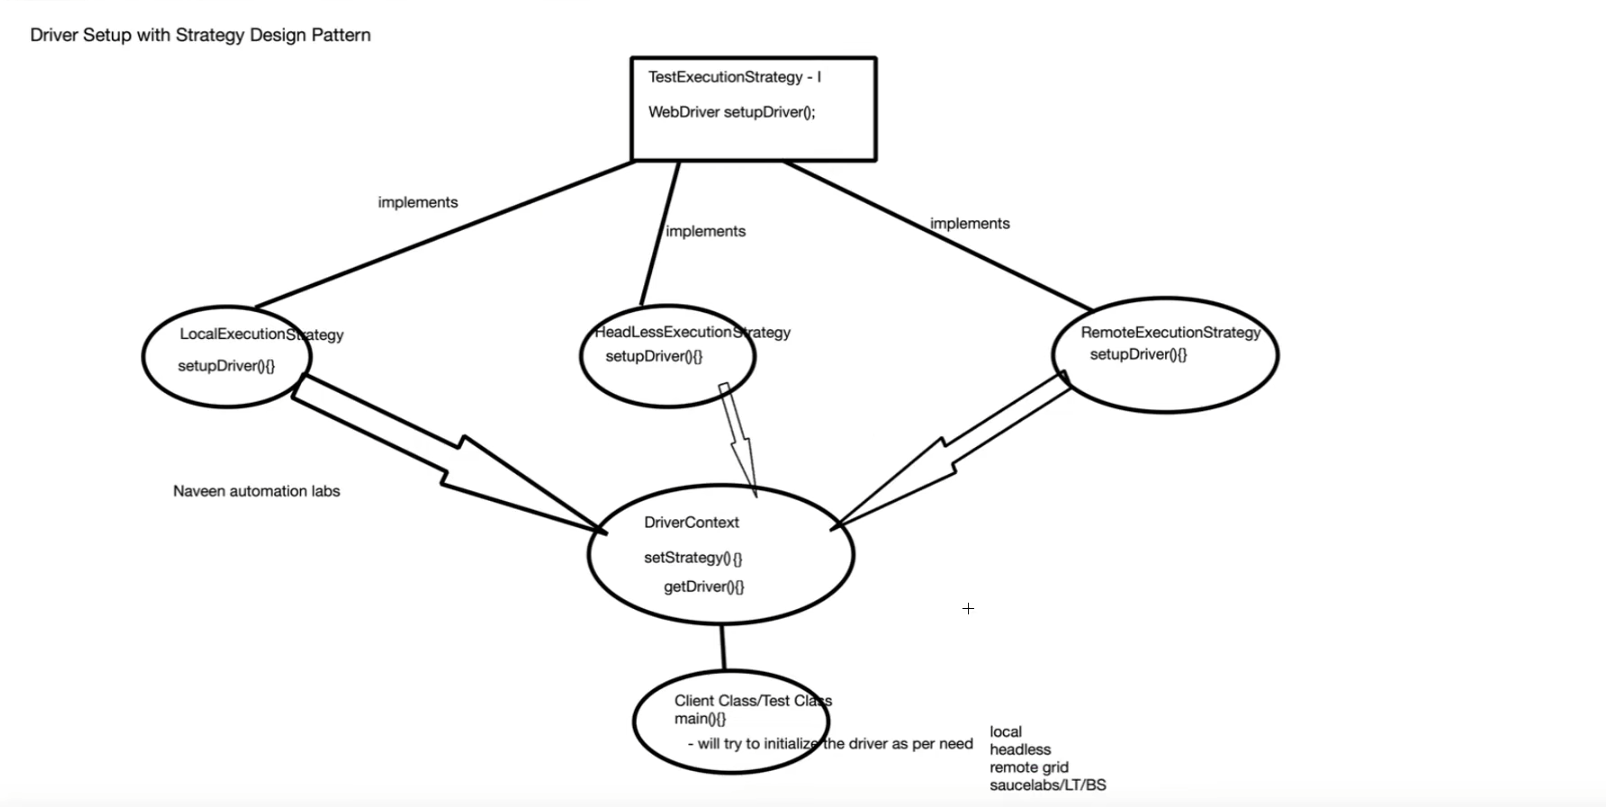 Driver Setup with Strategy Design Pattern
TestExecutionStrategy - I
WebDriver setupDriver();
implements
implements
implements
LocalExecutionStrategy
setupDriver(){}
HeadLessExecutionStrategy
setupDriver(){}
RemoteExecutionStrategy
setupDriver(){}
Naveen automation labs
DriverContext
setStrategy() {}
getDriver(){}
Client Class/Test Class
main(){}
- will try to initialize the driver as per need
local
headless
remote grid
saucelabs/LT/BS